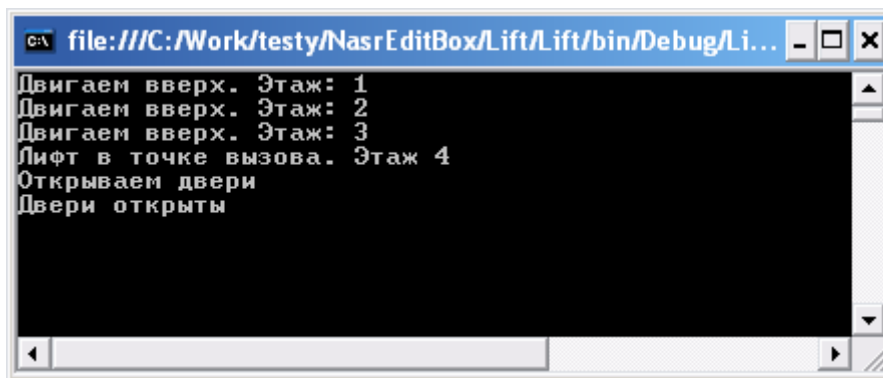 file:///C:/Work/testy/NasrEditBox/Lift/Lift/bin/Debug/Li...
Двигаем вверх. Этаж: 1
Двигаем вверх. Этаж: 2
Двигаем вверх. Этаж: 3
Лифт в точке вызова. Этаж 4
Открываем двери
Двери открыты